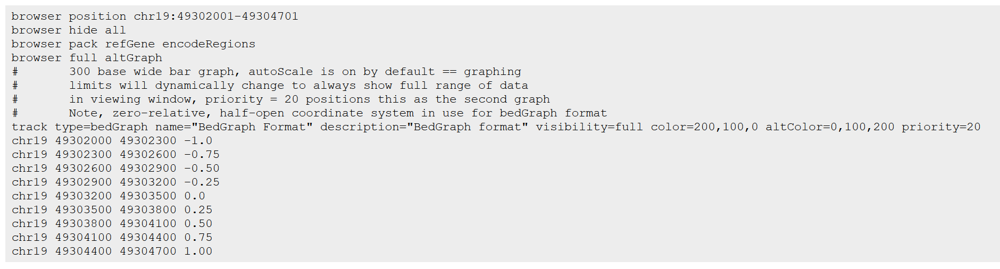 browser position chr19:49302001-49304701
browser hide all
browser pack refGene encodeRegions
browser full altGraph
#       300 base wide bar graph, autoScale is on by default == graphing
#       limits will dynamically change to always show full range of data
#       in viewing window, priority = 20 positions this as the second graph
#       Note, zero-relative, half-open coordinate system in use for bedGraph format
track type=bedGraph name="BedGraph Format" description="BedGraph format" visibility=full color=200,100,0 altColor=0,100,200 priority=20
chr19 49302000 49302300 -1.0
chr19 49302300 49302600 -0.75
chr19 49302600 49302900 -0.50
chr19 49302900 49303200 -0.25
chr19 49303200 49303500 0.0
chr19 49303500 49303800 0.25
chr19 49303800 49304100 0.50
chr19 49304100 49304400 0.75
chr19 49304400 49304700 1.00